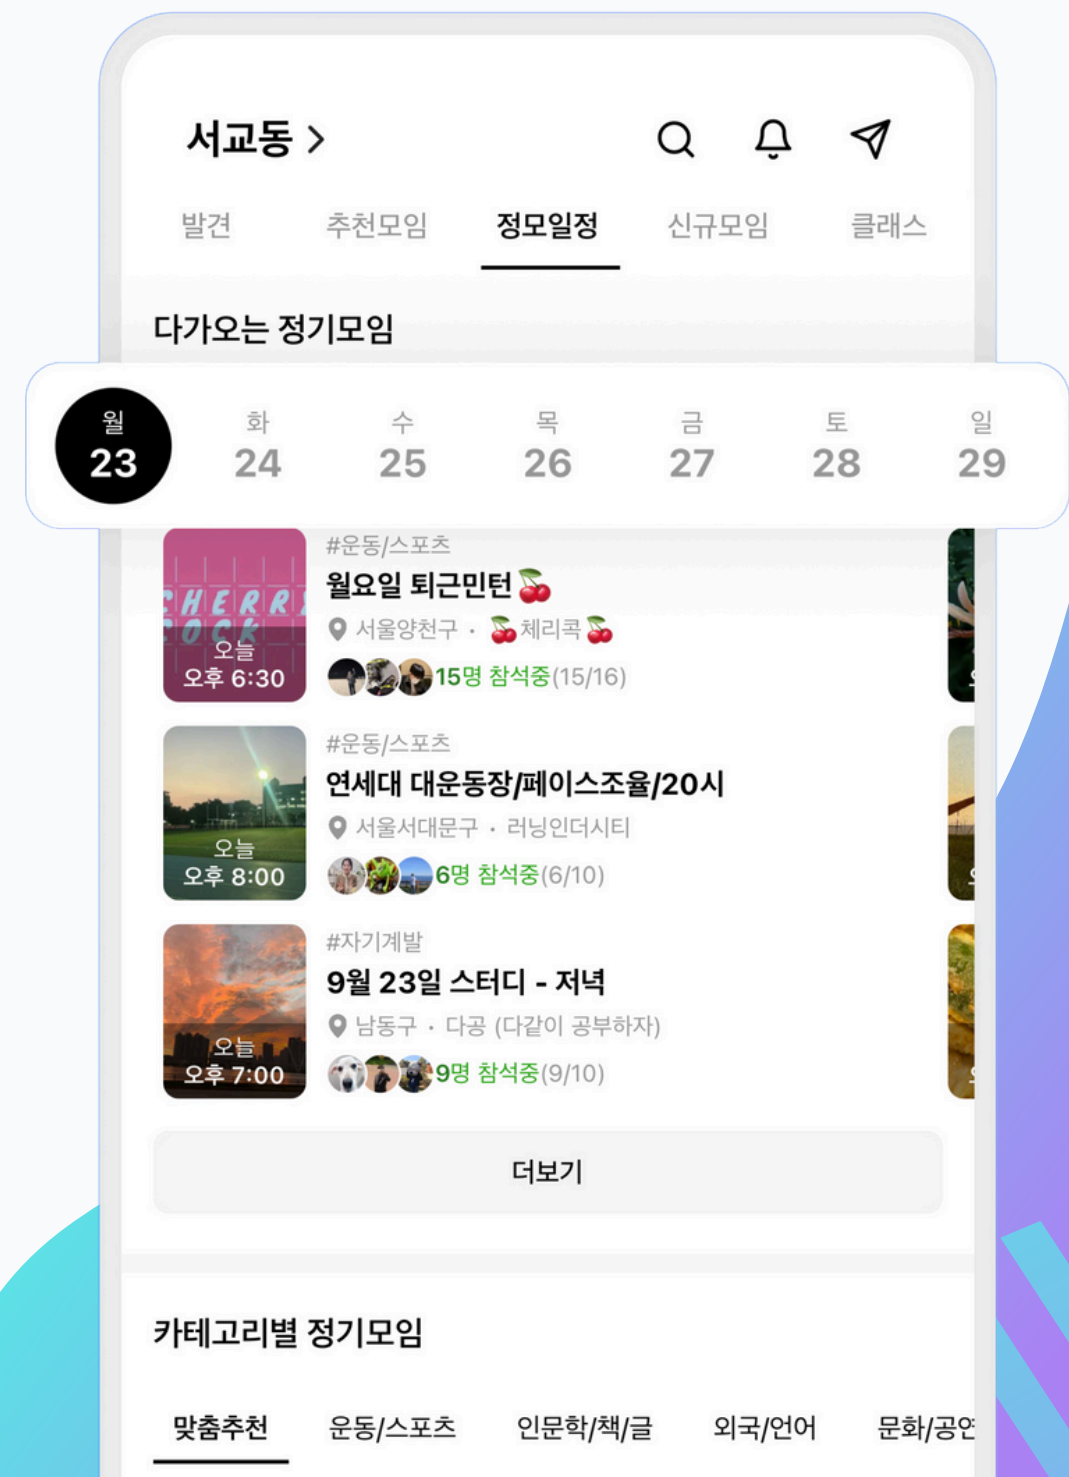 서교동
발견 추천모임 정모일정 신규모임 클래스
다가오는 정기모임
월 화 수 목 금 토 일
23 24 25 26 27 28 29
CHERRY
COCK
오늘
오후 6:30
#운동/스포츠
월요일 퇴근민턴🍒
서울양천구 · 🍒체리콕🍒
15명 참석중(15/16)
오늘
오후 8:00
#운동/스포츠
연세대 대운동장/페이스조율/20시
서울서대문구 · 러닝인더시티
6명 참석중(6/10)
오늘
오후 7:00
#자기계발
9월 23일 스터디 - 저녁
남동구 · 다공 (다같이 공부하자)
9명 참석중(9/10)
더보기
카테고리별 정기모임
맞춤추천 운동/스포츠 인문학/책/글 외국/언어 문화/공연